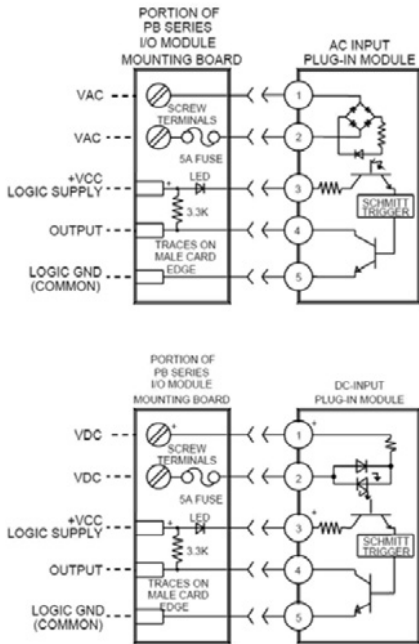 PORTION OF
PB SERIES
I/O MODULE
MOUNTING BOARD
AC INPUT
PLUG-IN MODULE
VAC
SCREW
TERMINALS
1
VAC
5A FUSE
2
+VCC
LOGIC SUPPLY
+
LED
3
3.3K
SCHMITT
TRIGGER
OUTPUT
4
TRACES ON
MALE CARD
EDGE
LOGIC GND
(COMMON)
5
PORTION OF
PB SERIES
I/O MODULE
MOUNTING BOARD
DC-INPUT
PLUG-IN MODULE
VDC
+
SCREW
TERMINALS
1
+
VDC
5A FUSE
2
+VCC
LOGIC SUPPLY
+
LED
3
+
3.3K
SCHMITT
TRIGGER
OUTPUT
4
TRACES ON
MALE CARD
EDGE
LOGIC GND
(COMMON)
5